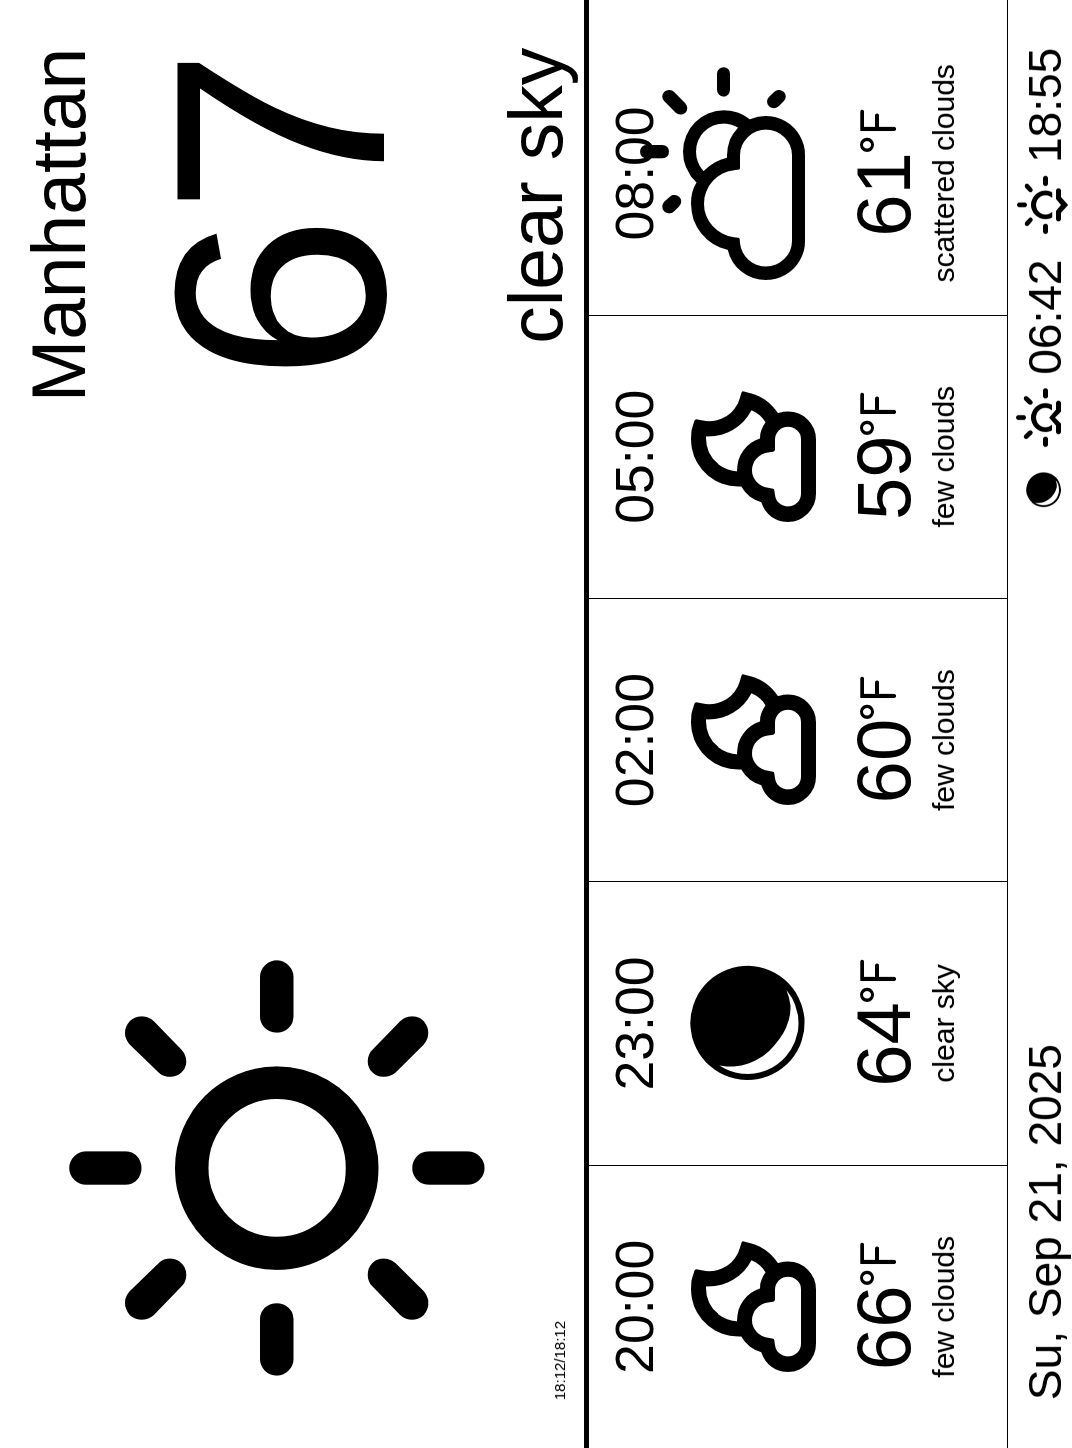 Manhattan
67
clear sky
18:12/18:12
20:00 23:00 02:00 05:00 08:00
66°F 64°F 60°F 59°F 61°F
few clouds clear sky few clouds few clouds scattered clouds
Su, Sep 21, 2025 06:42 18:55